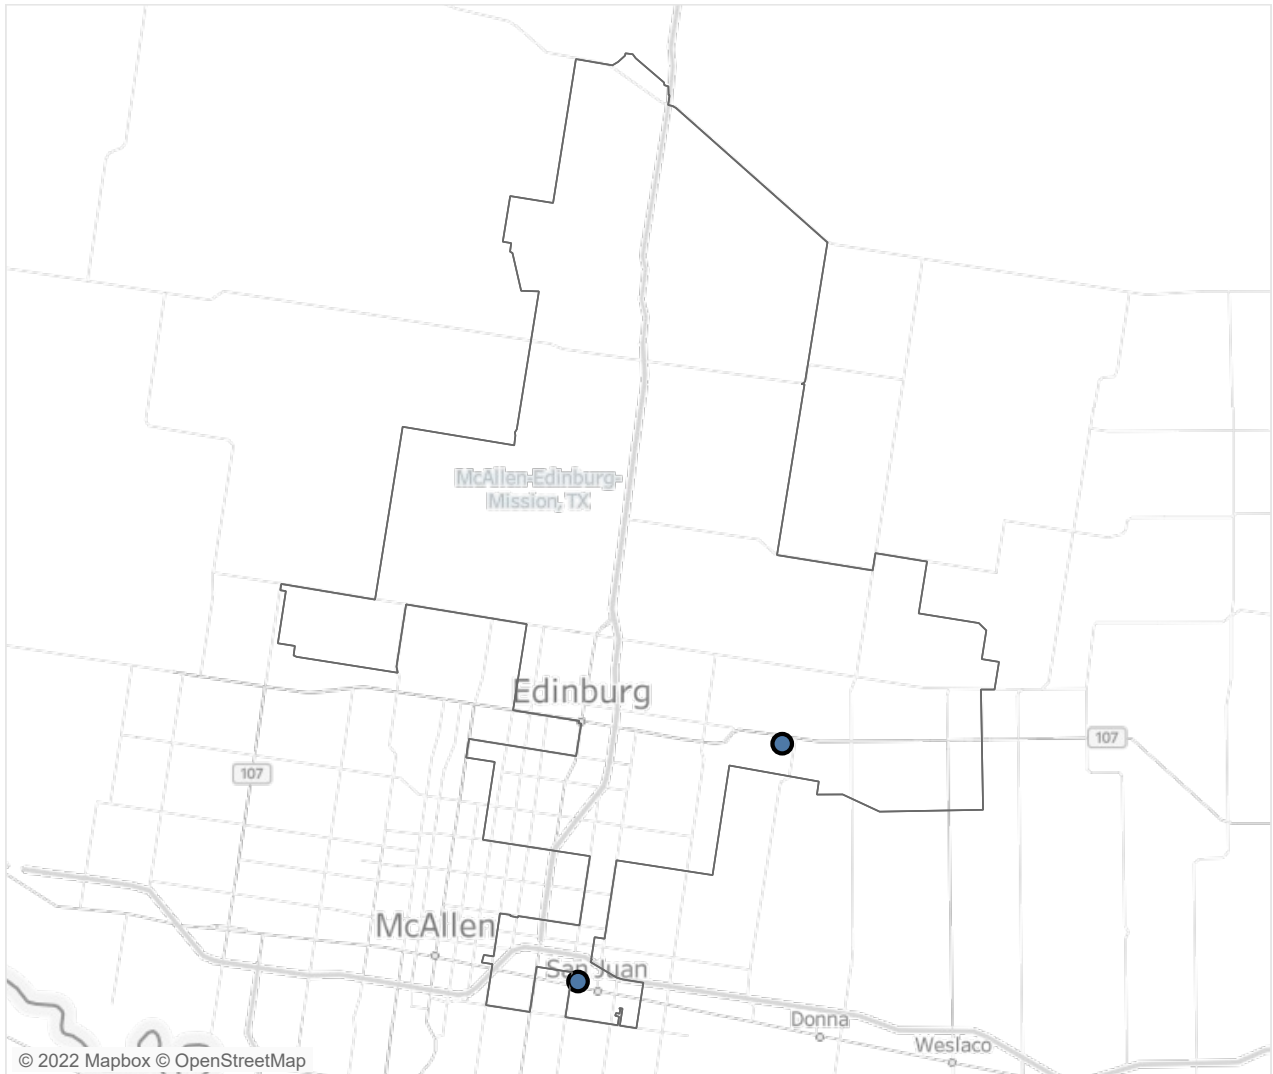 McAllen-Edinburg-
Mission, TX
Edinburg
107
107
McAllen
San Juan
Donna
Weslaco
© 2022 Mapbox © OpenStreetMap